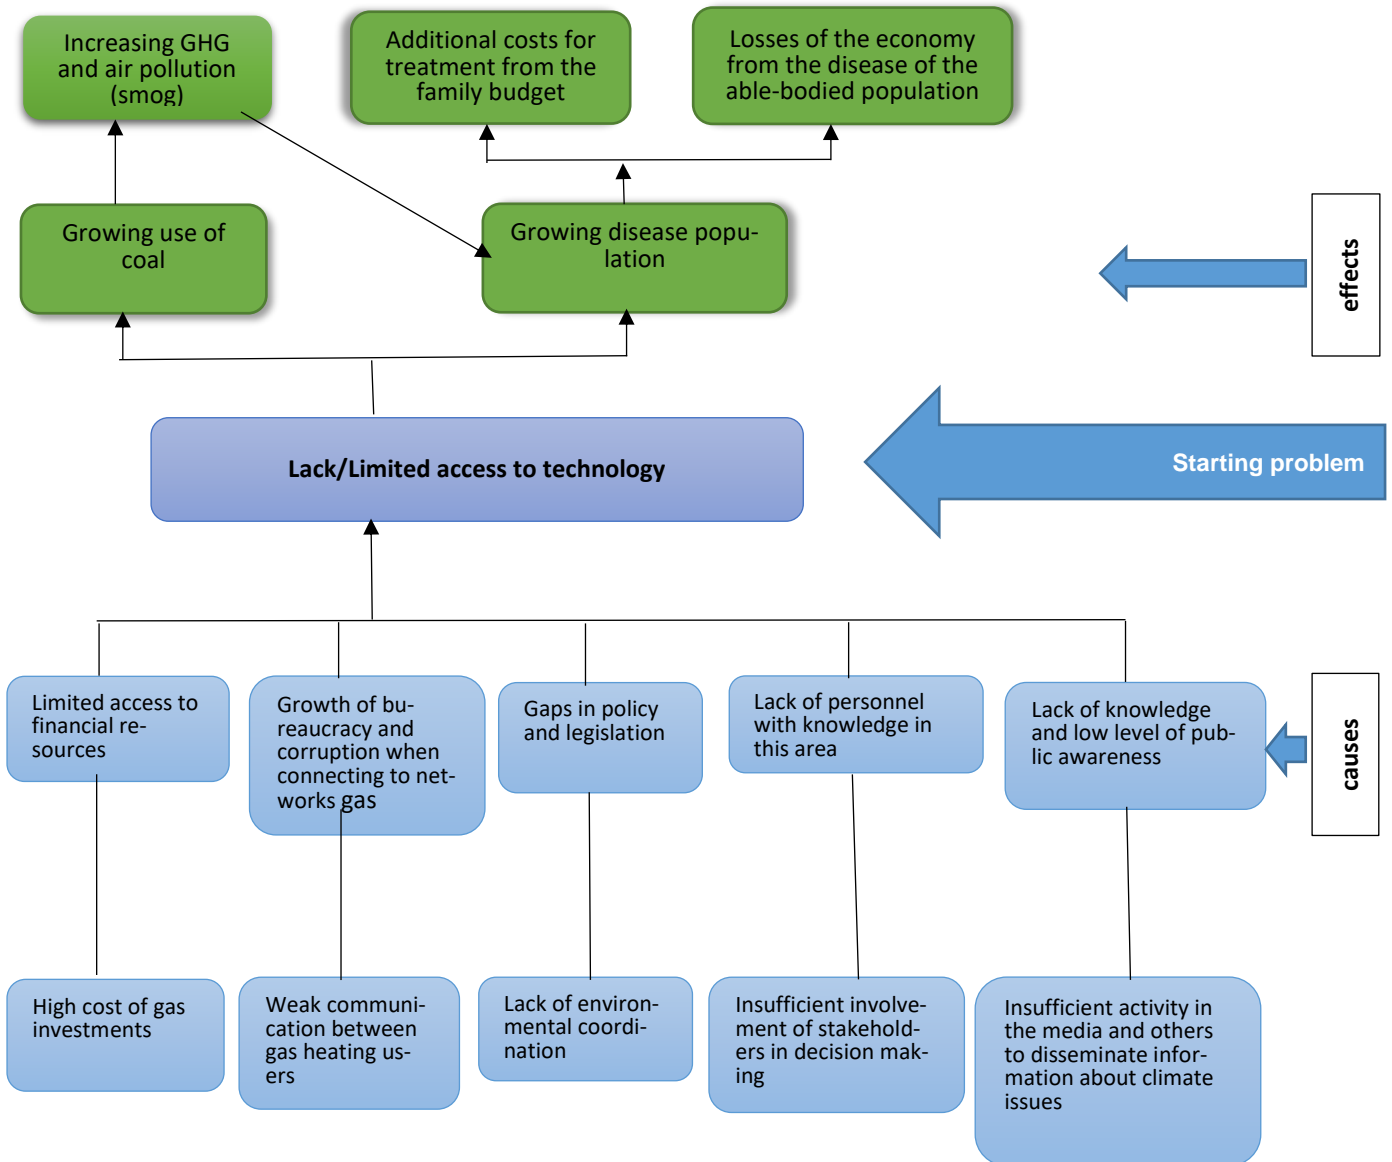 Increasing GHG
and air pollution
(smog)
Additional costs for
treatment from the
family budget
Losses of the economy
from the disease of the
able-bodied population
Growing use of
coal
Growing disease popu-
lation
effects
Lack/Limited access to technology
Starting problem
Limited access to
financial re-
sources
Growth of bu-
reaucracy and
corruption when
connecting to net-
works gas
Gaps in policy
and legislation
Lack of personnel
with knowledge in
this area
Lack of knowledge
and low level of pub-
lic awareness
causes
High cost of gas
investments
Weak communi-
cation between
gas heating us-
ers
Lack of environ-
mental coordi-
nation
Insufficient involve-
ment of stakehold-
ers in decision mak-
ing
Insufficient activity in
the media and others
to disseminate infor-
mation about climate
issues